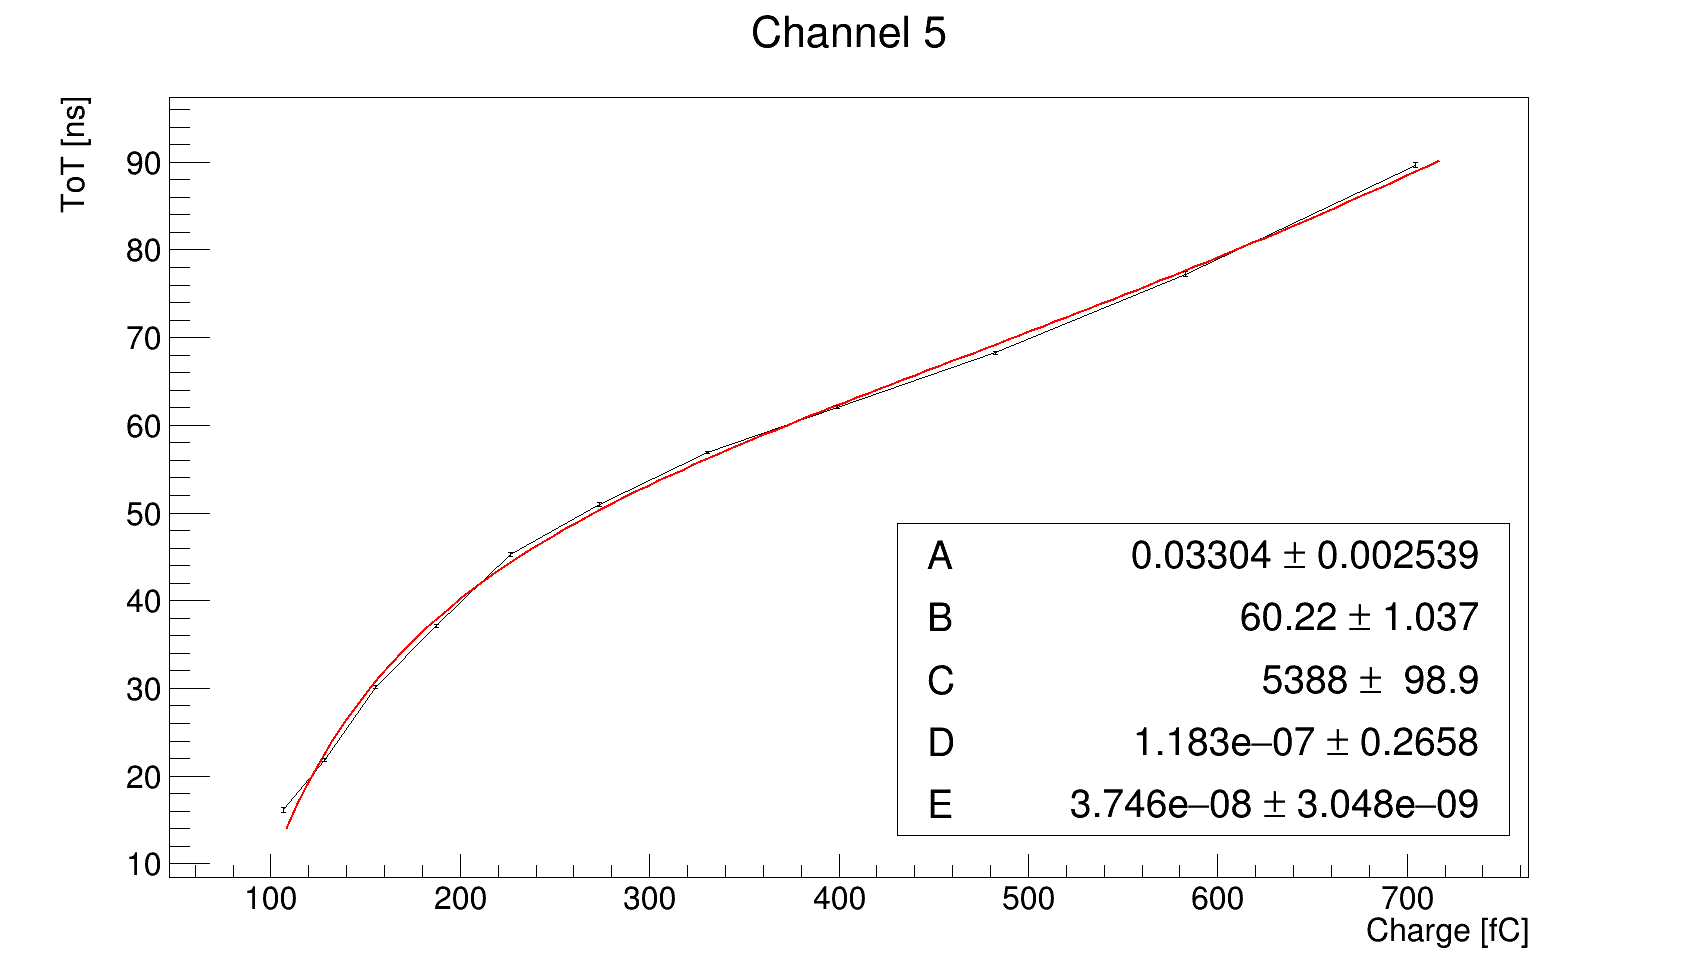 Channel 5
ToT [ns]
90
80
70
60
50
40
30
20
10
A 0.03304 ± 0.002539
B 60.22 ± 1.037
C 5388 ± 98.9
D 1.183e–07 ± 0.2658
E 3.746e–08 ± 3.048e–09
100 200 300 400 500 600 700
Charge [fC]